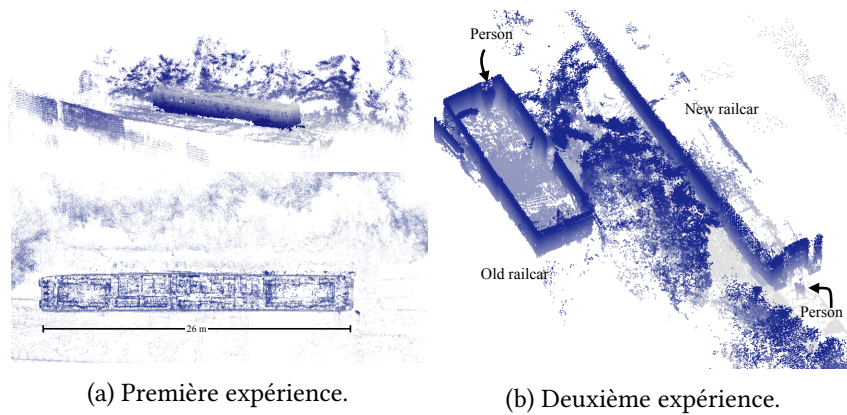 26 m
(a) Première expérience.
Person
New railcar
Old railcar
Person
(b) Deuxième expérience.